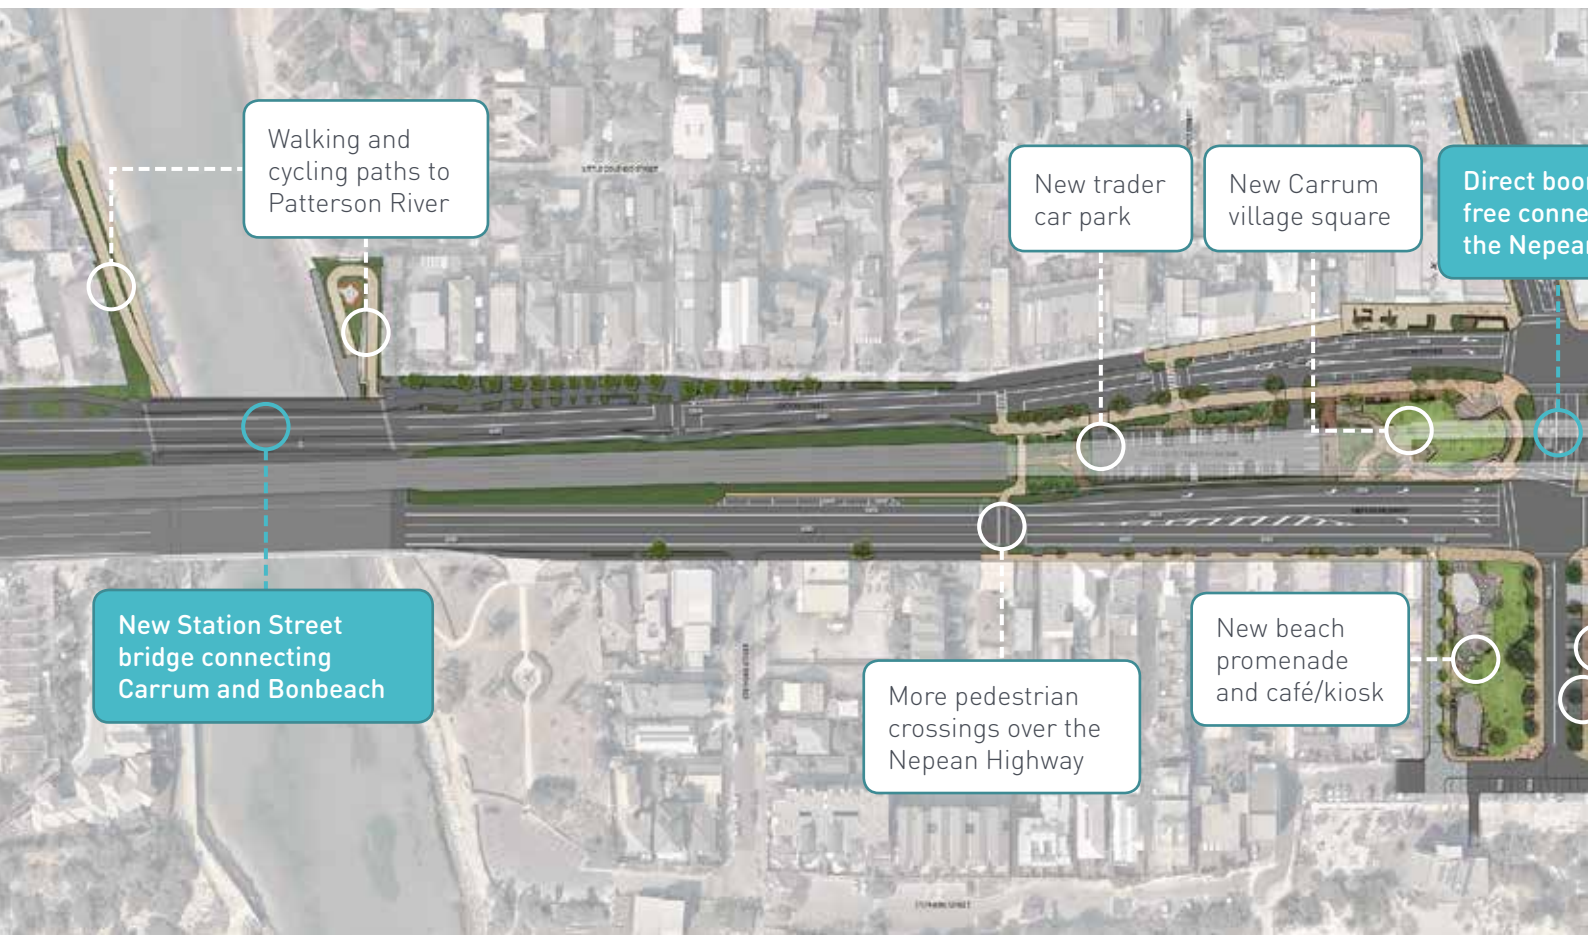 Walking and
cycling paths to
Patterson River
New trader
car park
New Carrum
village square
Direct boo
free conne
the Nepean
New Station Street
bridge connecting
Carrum and Bonbeach
More pedestrian
crossings over the
Nepean Highway
New beach
promenade
and café/kiosk